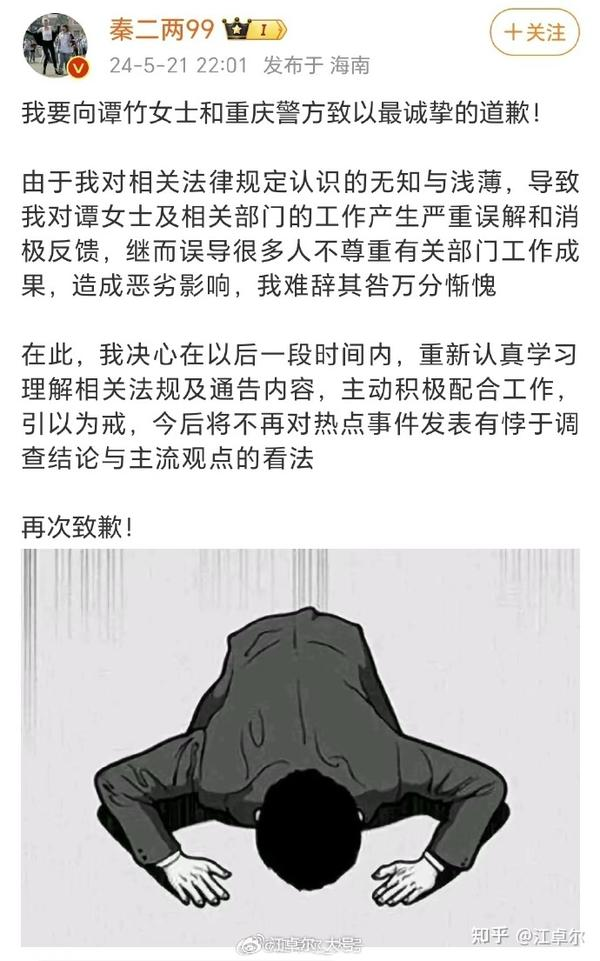 秦二两99
24-5-21 22:01 发布于 海南
+关注
我要向谭竹女士和重庆警方致以最诚挚的道歉！
由于我对相关法律规定认识的无知与浅薄，导致
我对谭女士及相关部门的工作产生严重误解和消
极反馈，继而误导很多人不尊重有关部门工作成
果，造成恶劣影响，我难辞其咎万分惭愧
在此，我决心在以后一段时间内，重新认真学习
理解相关法规及通告内容，主动积极配合工作，
引以为戒，今后将不再对热点事件发表有悖于调
查结论与主流观点的看法
再次致歉！
江卓尔_大号
知乎 @江卓尔